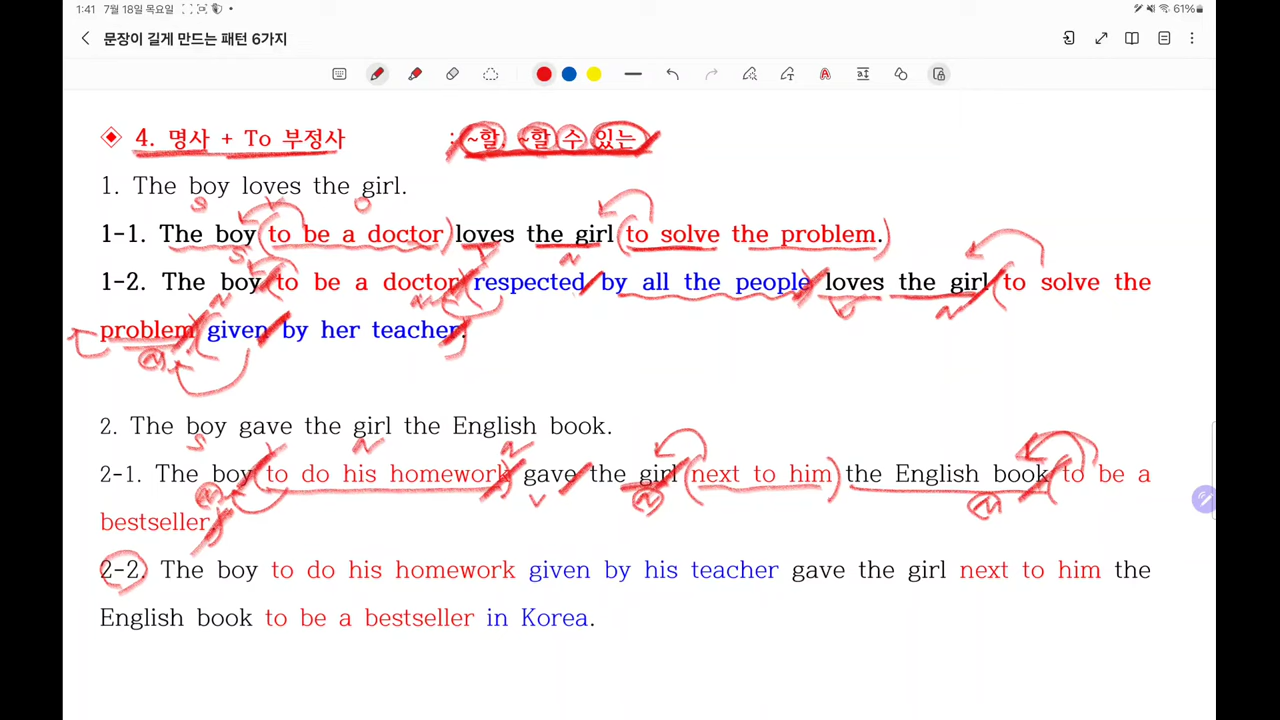 1:41 7월 18일 목요일
61%
문장이 길게 만드는 패턴 6가지
◈ 4. 명사 + To 부정사 : ~할, ~할 수 있는
1. The boy loves the girl.
S V O
1-1. The boy (to be a doctor) loves the girl (to solve the problem.)
S V N
1-2. The boy to be a doctor respected by all the people loves the girl to solve the
N N V N
problem given by her teacher.
N
2. The boy gave the girl the English book.
S V N N
2-1. The boy (to do his homework) gave the girl (next to him) the English book (to be a
N V N N
bestseller.)
2-2. The boy to do his homework given by his teacher gave the girl next to him the
English book to be a bestseller in Korea.